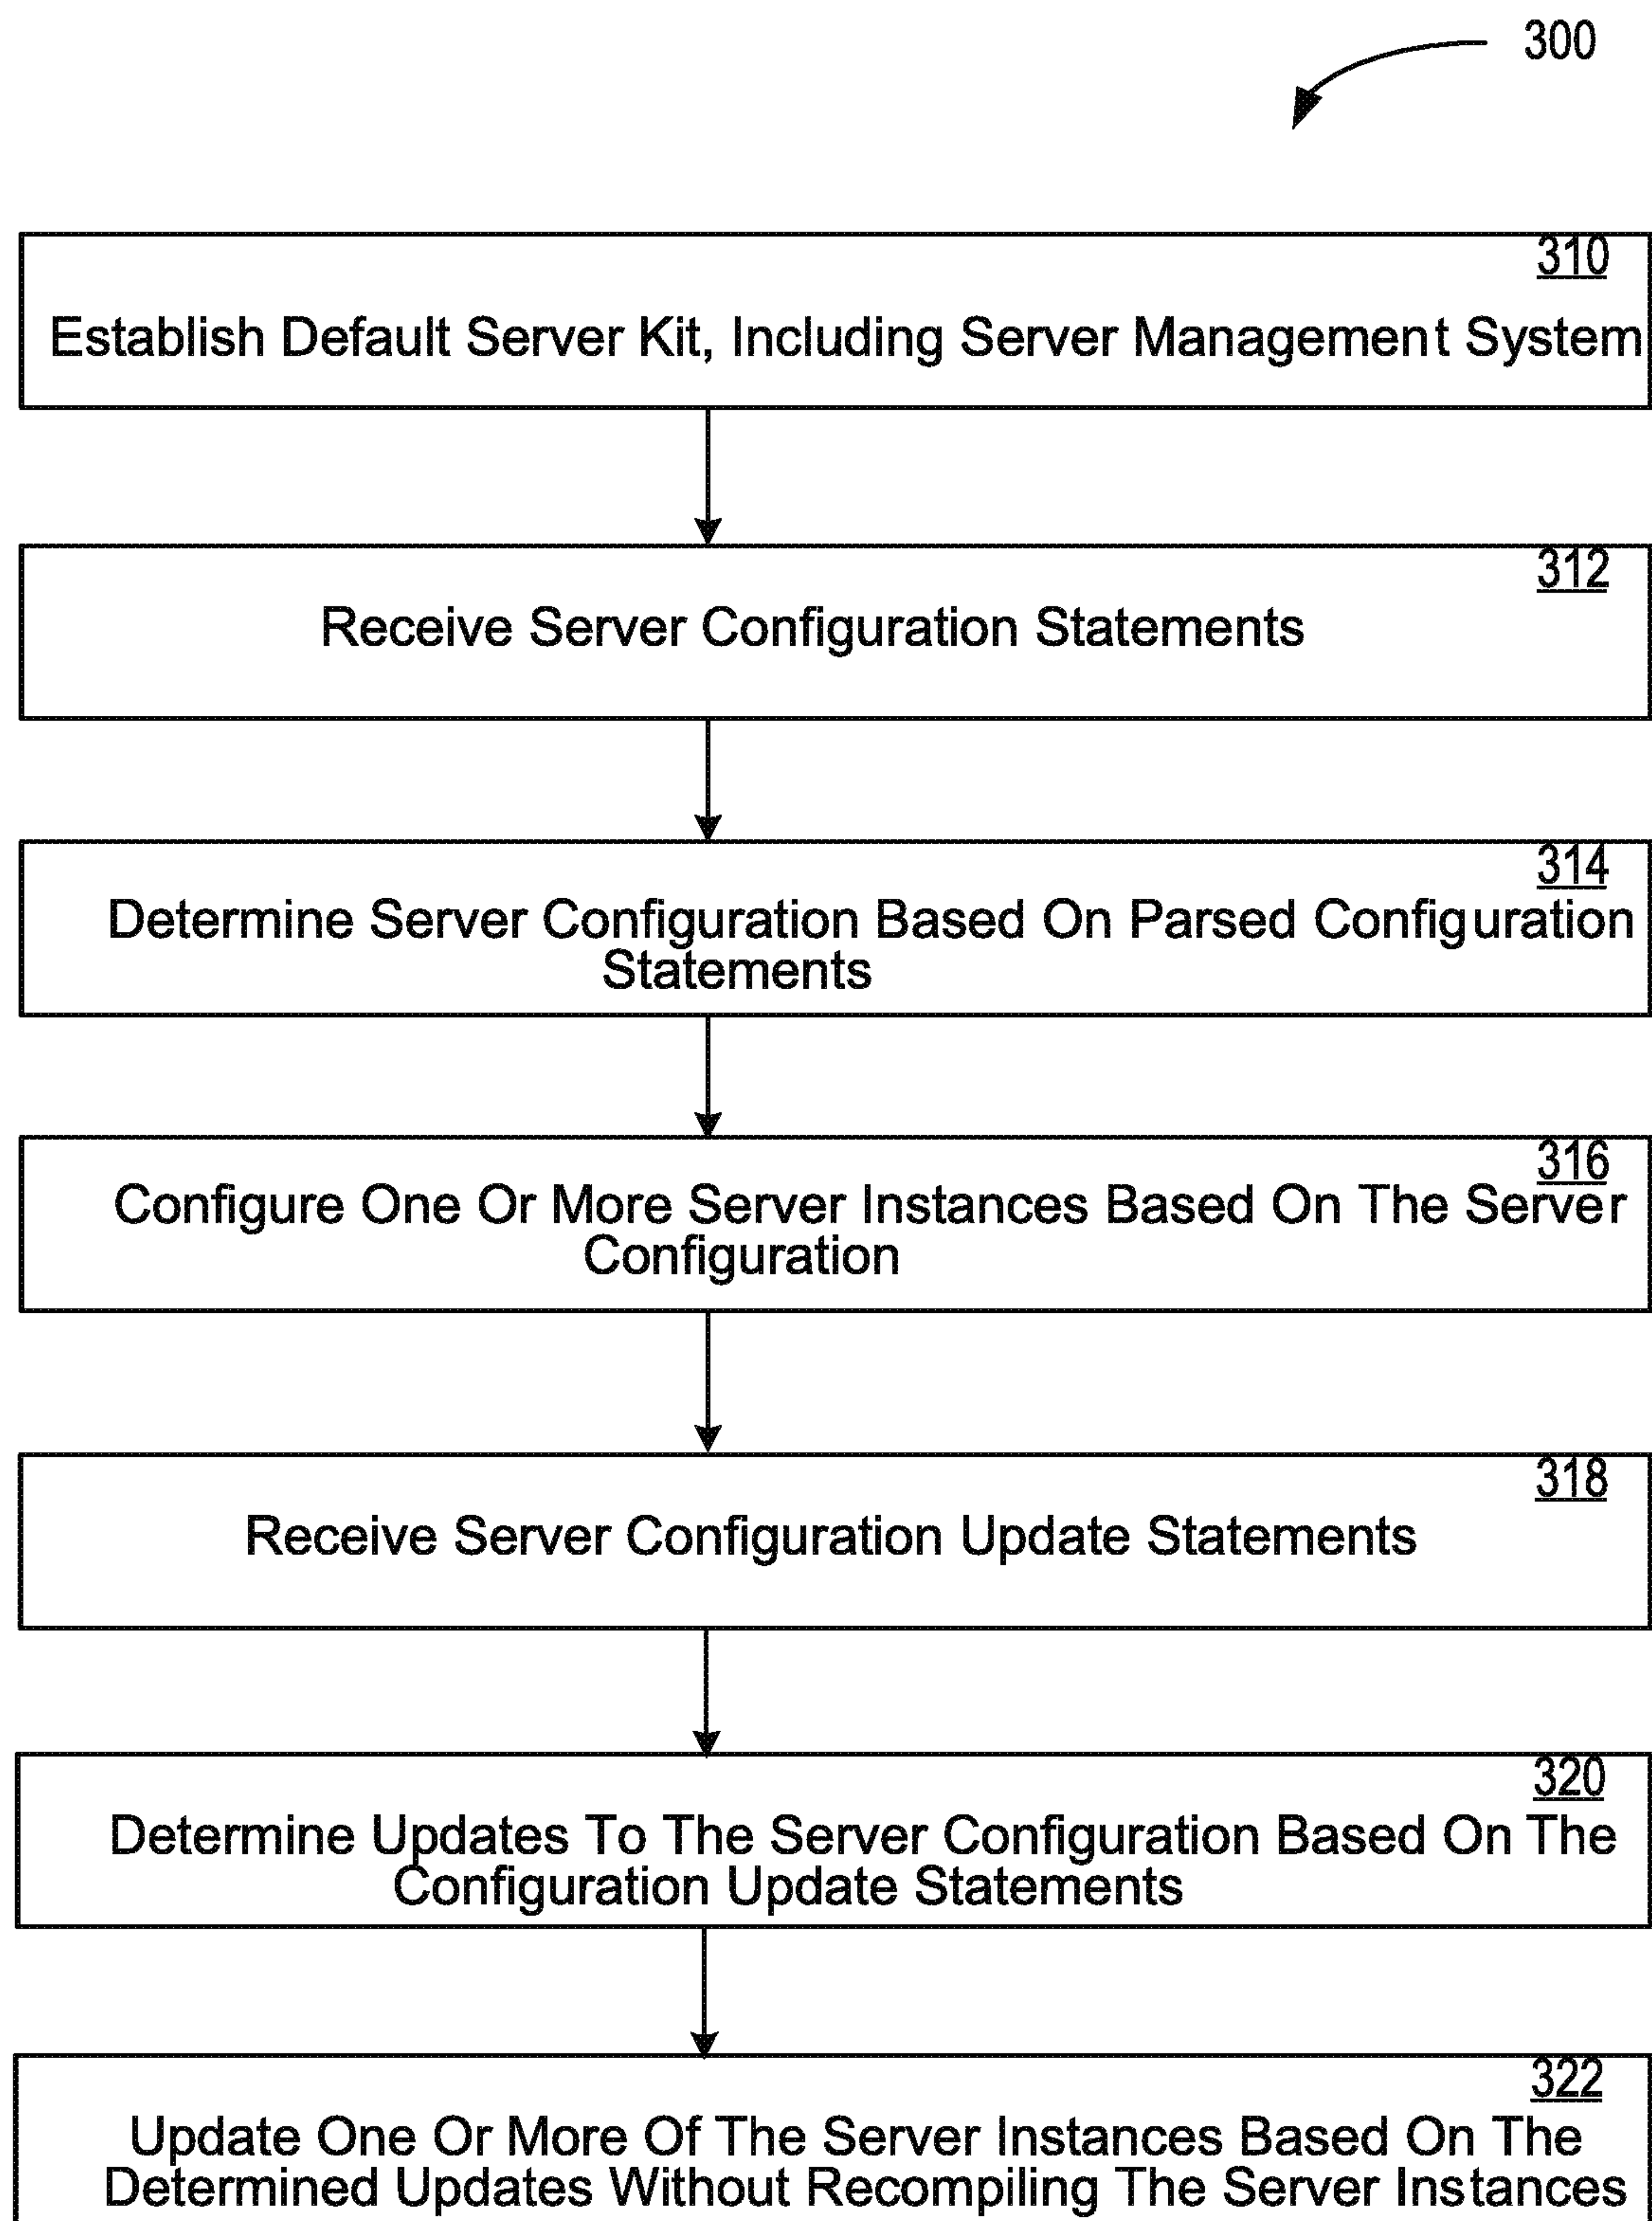 300
310
Establish Default Server Kit, Including Server Management System
312
Receive Server Configuration Statements
314
Determine Server Configuration Based On Parsed Configuration
Statements
316
Configure One Or More Server Instances Based On The Server
Configuration
318
Receive Server Configuration Update Statements
320
Determine Updates To The Server Configuration Based On The
Configuration Update Statements
322
Update One Or More Of The Server Instances Based On The
Determined Updates Without Recompiling The Server Instances